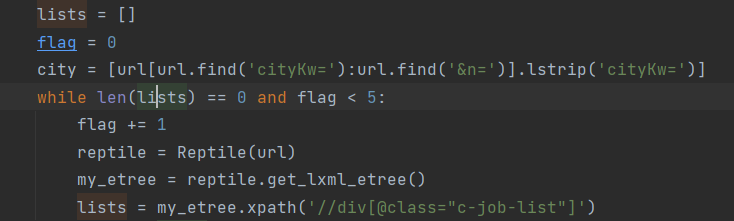 lists = []
flag = 0
city = [url[url.find('cityKw='):url.find('&n=')].lstrip('cityKw=')]
while len(lists) == 0 and flag < 5:
flag += 1
reptile = Reptile(url)
my_etree = reptile.get_lxml_etree()
lists = my_etree.xpath('//div[@class="c-job-list"]')